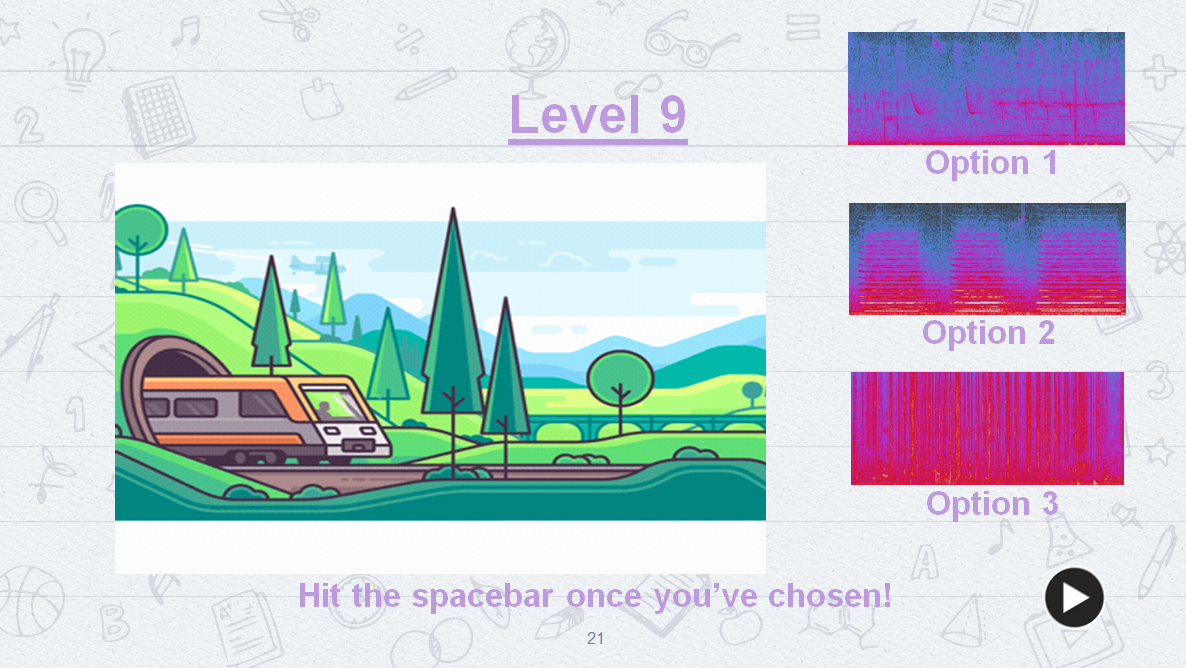 Level 9
Option 1
Option 2
Option 3
Hit the spacebar once you’ve chosen!
21